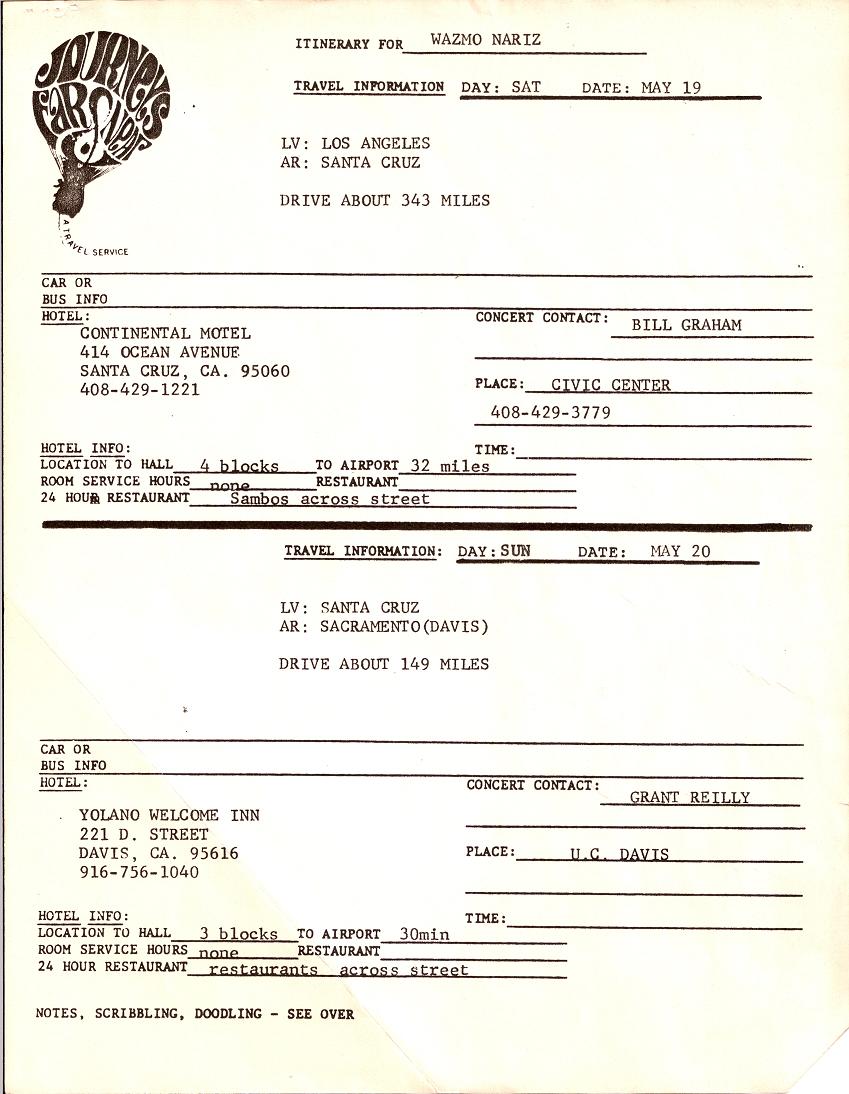 JOURNEYS
FAR & NEAR
A TRAVEL SERVICE
ITINERARY FOR WAZMO NARIZ
TRAVEL INFORMATION DAY: SAT DATE: MAY 19
LV: LOS ANGELES
AR: SANTA CRUZ
DRIVE ABOUT 343 MILES
CAR OR
BUS INFO
HOTEL:
CONTINENTAL MOTEL
414 OCEAN AVENUE
SANTA CRUZ, CA. 95060
408-429-1221
CONCERT CONTACT: BILL GRAHAM
PLACE: CIVIC CENTER
408-429-3779
TIME:
HOTEL INFO:
LOCATION TO HALL 4 blocks TO AIRPORT 32 miles
ROOM SERVICE HOURS none RESTAURANT
24 HOUR RESTAURANT Sambos across street
TRAVEL INFORMATION: DAY: SUN DATE: MAY 20
LV: SANTA CRUZ
AR: SACRAMENTO(DAVIS)
DRIVE ABOUT 149 MILES
CAR OR
BUS INFO
HOTEL:
YOLANO WELCOME INN
221 D. STREET
DAVIS, CA. 95616
916-756-1040
CONCERT CONTACT: GRANT REILLY
PLACE: U.C. DAVIS
TIME:
HOTEL INFO:
LOCATION TO HALL 3 blocks TO AIRPORT 30min
ROOM SERVICE HOURS none RESTAURANT
24 HOUR RESTAURANT restaurants across street
NOTES, SCRIBBLING, DOODLING - SEE OVER